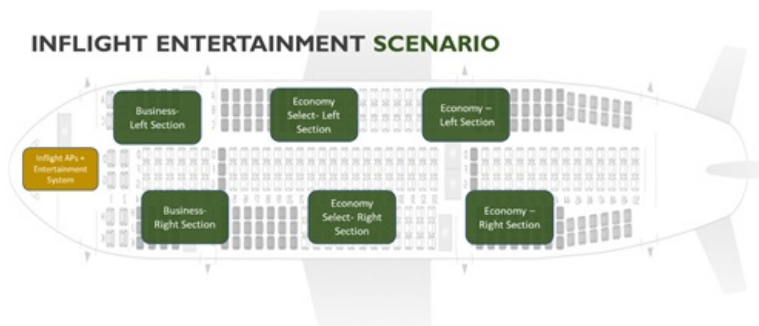 INFLIGHT ENTERTAINMENT SCENARIO
Business-
Left Section
Economy
Select- Left
Section
Economy –
Left Section
Inflight APs +
Entertainment
System
Business-
Right Section
Economy
Select- Right
Section
Economy –
Right Section